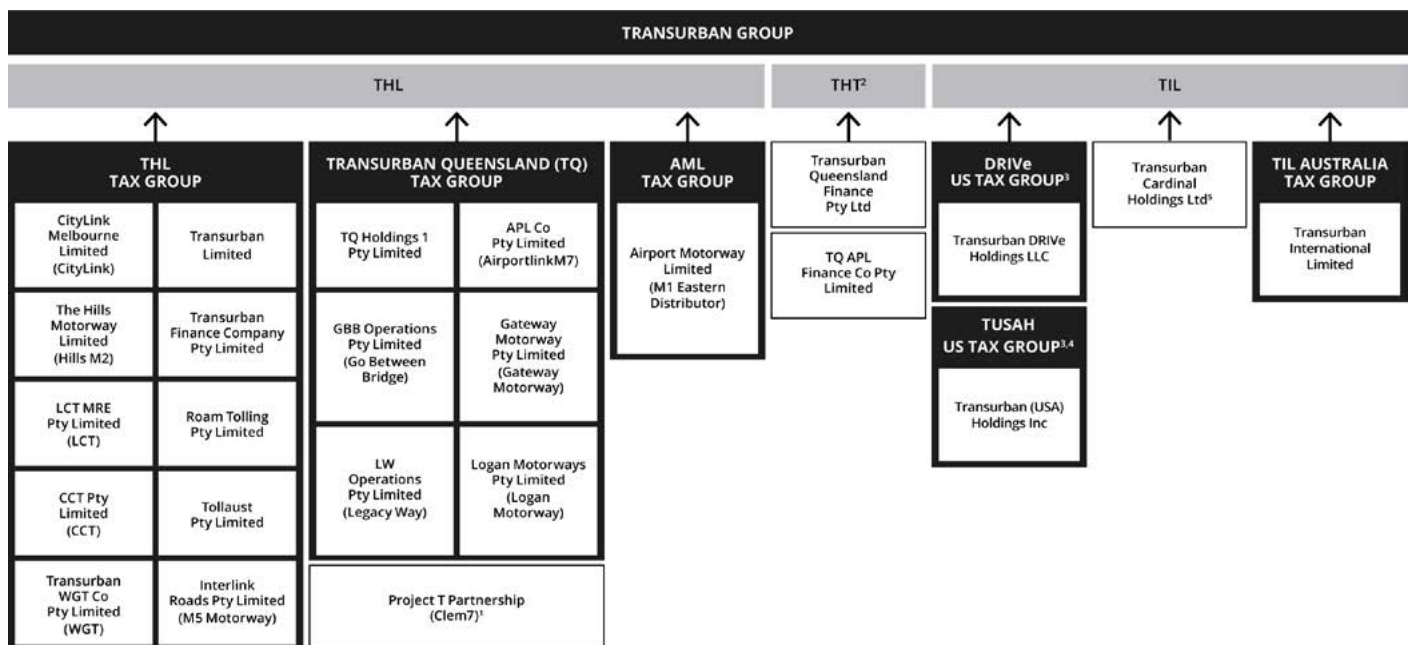 TRANSURBAN GROUP
THL
THT²
TIL
THL
TAX GROUP
CityLink
Melbourne
Limited
(CityLink)
Transurban
Limited
The Hills
Motorway
Limited
(Hills M2)
Transurban
Finance Company
Pty Limited
LCT MRE
Pty Limited
(LCT)
Roam Tolling
Pty Limited
CCT Pty
Limited
(CCT)
Tollaust
Pty Limited
Transurban
WGT Co
Pty Limited
(WGT)
Interlink
Roads Pty Limited
(M5 Motorway)
TRANSURBAN QUEENSLAND (TQ)
TAX GROUP
TQ Holdings 1
Pty Limited
APL Co
Pty Limited
(AirportlinkM7)
GBB Operations
Pty Limited
(Go Between
Bridge)
Gateway
Motorway
Pty Limited
(Gateway
Motorway)
LW
Operations
Pty Limited
(Legacy Way)
Logan Motorways
Pty Limited
(Logan
Motorway)
Project T Partnership
(Clem7)¹
AML
TAX GROUP
Airport Motorway
Limited
(M1 Eastern
Distributor)
Transurban
Queensland
Finance
Pty Ltd
TQ APL
Finance Co Pty
Limited
DRIVe
US TAX GROUP³
Transurban DRIVe
Holdings LLC
TUSAH
US TAX GROUP³,⁴
Transurban (USA)
Holdings Inc
Transurban
Cardinal
Holdings Ltd⁵
TIL AUSTRALIA
TAX GROUP
Transurban
International
Limited